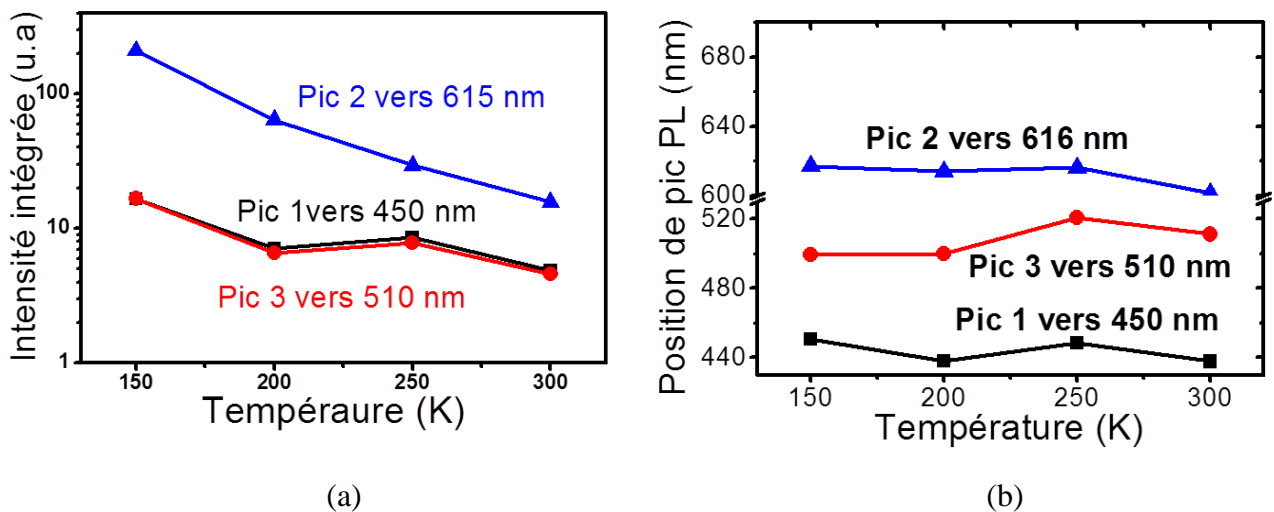 Intensité intégrée (u.a)
100
10
1
Pic 2 vers 615 nm
Pic 1vers 450 nm
Pic 3 vers 510 nm
150 200 250 300
Tempéraure (K)
(a)
Position de pic PL (nm)
680
640
600
520
480
440
Pic 2 vers 616 nm
Pic 3 vers 510 nm
Pic 1 vers 450 nm
150 200 250 300
Température (K)
(b)